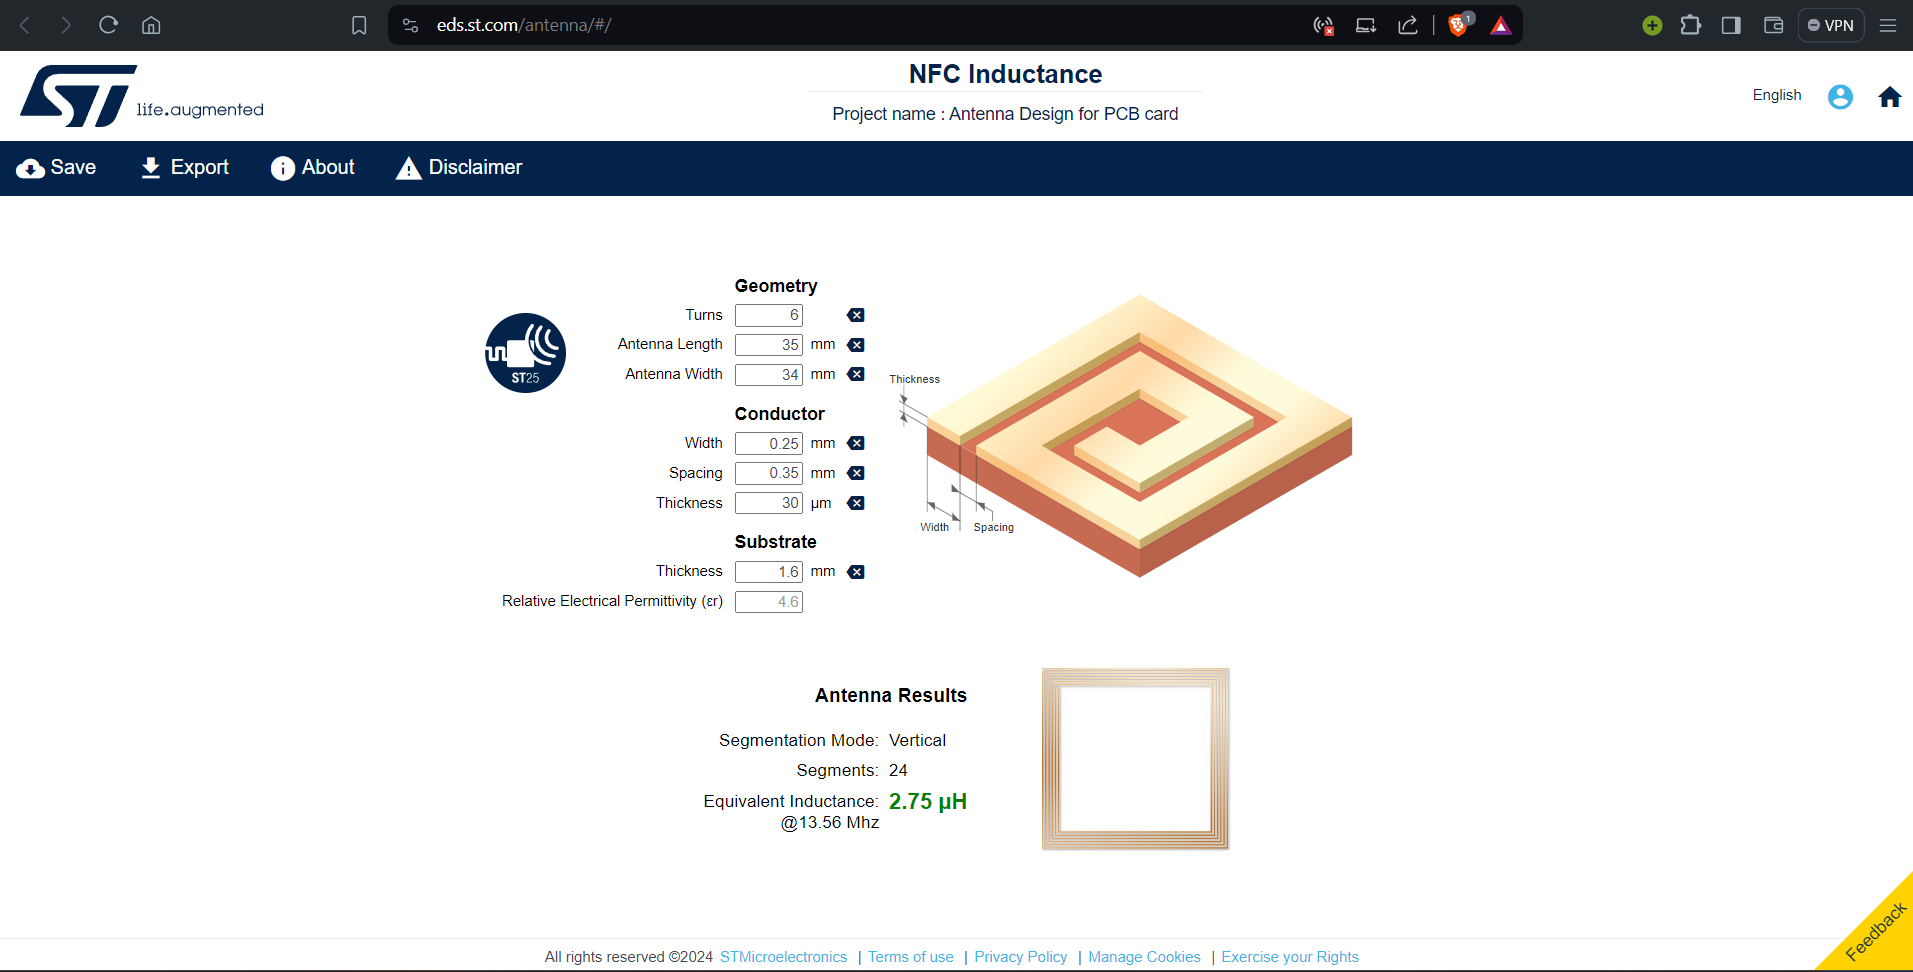 eds.st.com/antenna/#/
1
VPN
ST life.augmented
NFC Inductance
Project name : Antenna Design for PCB card
English
Save
Export
About
Disclaimer
Geometry
Turns 6
Antenna Length 35 mm
Antenna Width 34 mm
ST25
Conductor
Width 0.25 mm
Spacing 0.35 mm
Thickness 30 µm
Substrate
Thickness 1.6 mm
Relative Electrical Permittivity (εr) 4.6
Thickness
Width
Spacing
Antenna Results
Segmentation Mode: Vertical
Segments: 24
Equivalent Inductance: 2.75 µH
@13.56 Mhz
Feedback
All rights reserved ©2024 STMicroelectronics | Terms of use | Privacy Policy | Manage Cookies | Exercise your Rights